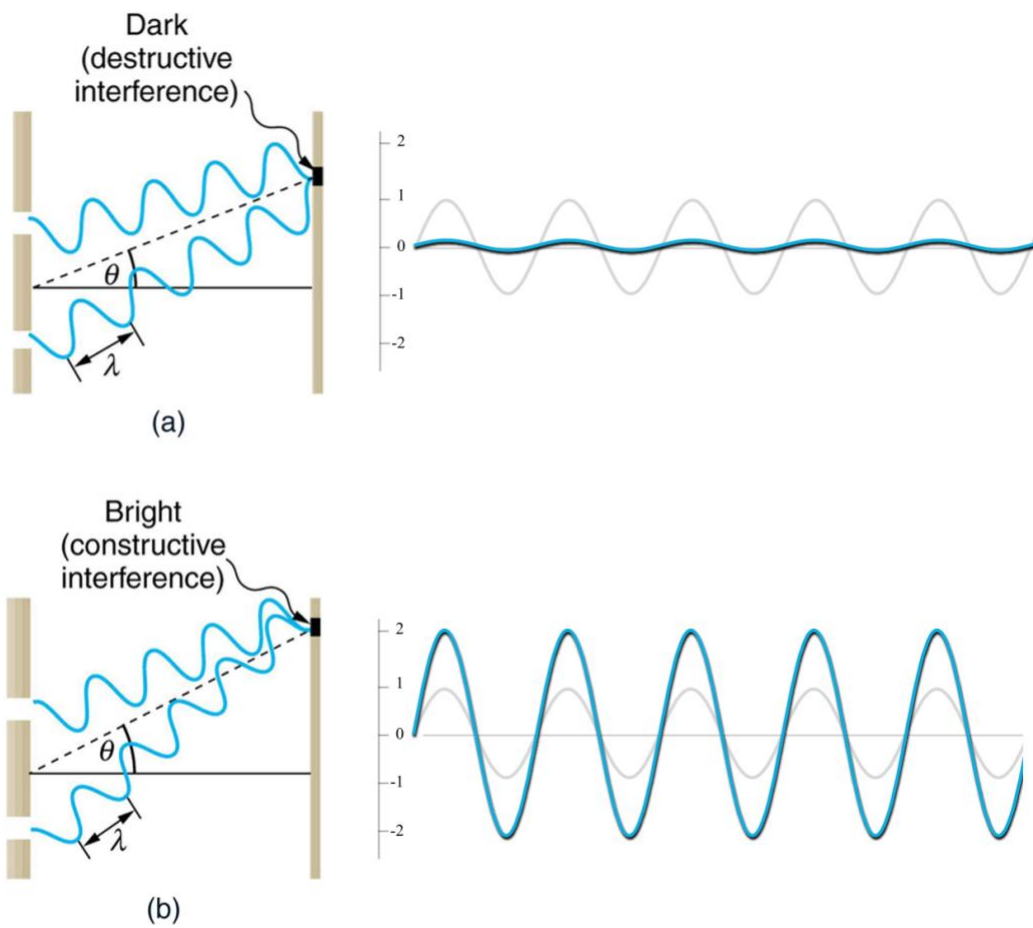 Dark
(destructive
interference)
θ
λ
(a)
2
1
0
-1
-2
Bright
(constructive
interference)
θ
λ
(b)
2
1
0
-1
-2